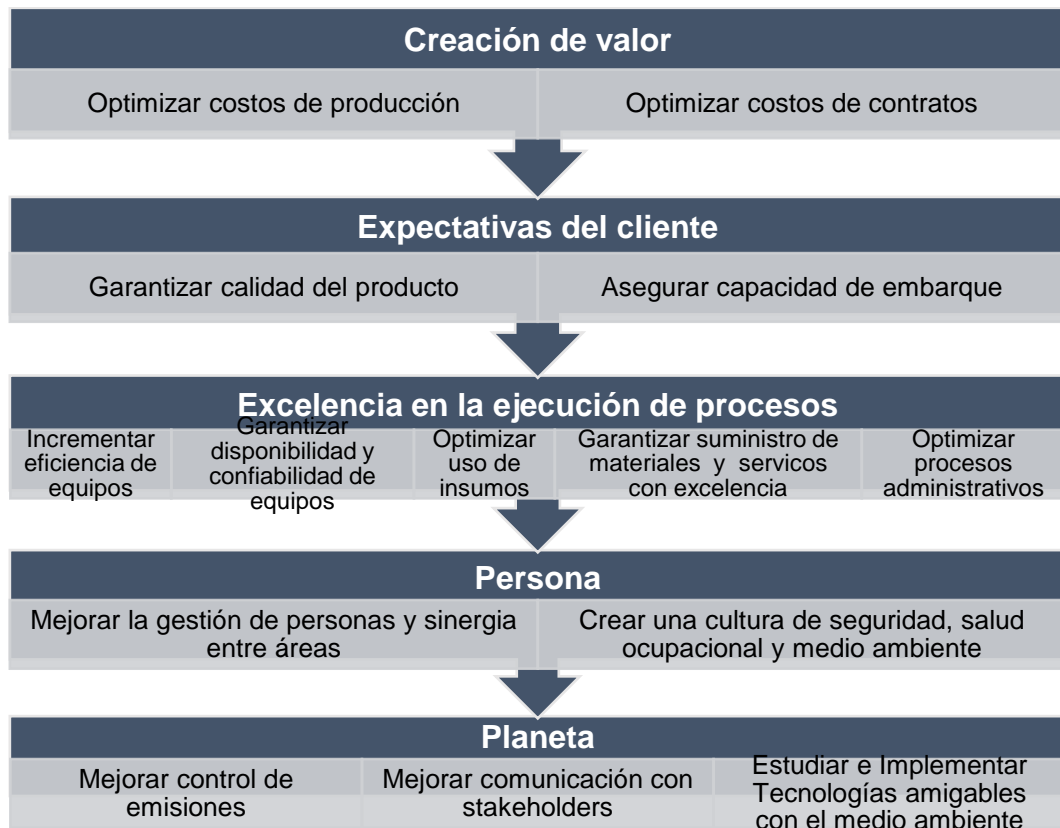 Creación de valor
Optimizar costos de producción
Optimizar costos de contratos
Expectativas del cliente
Garantizar calidad del producto
Asegurar capacidad de embarque
Excelencia en la ejecución de procesos
Incrementar
eficiencia de
equipos
Garantizar
disponibilidad y
confiabilidad de
equipos
Optimizar
uso de
insumos
Garantizar suministro de
materiales y servicos
con excelencia
Optimizar
procesos
administrativos
Persona
Mejorar la gestión de personas y sinergia
entre áreas
Crear una cultura de seguridad, salud
ocupacional y medio ambiente
Planeta
Mejorar control de
emisiones
Mejorar comunicación con
stakeholders
Estudiar e Implementar
Tecnologías amigables
con el medio ambiente